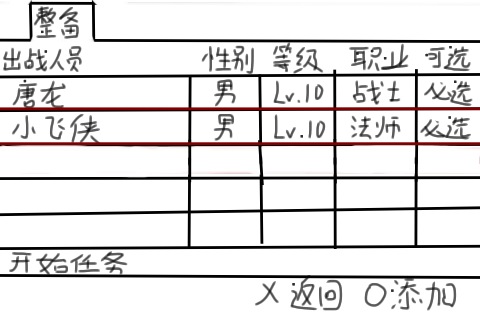 整备
出战人员 性别 等级 职业 可选
唐龙 男 Lv.10 战士 必选
小飞侠 男 Lv.10 法师 必选
开始任务
X 返回 O 添加